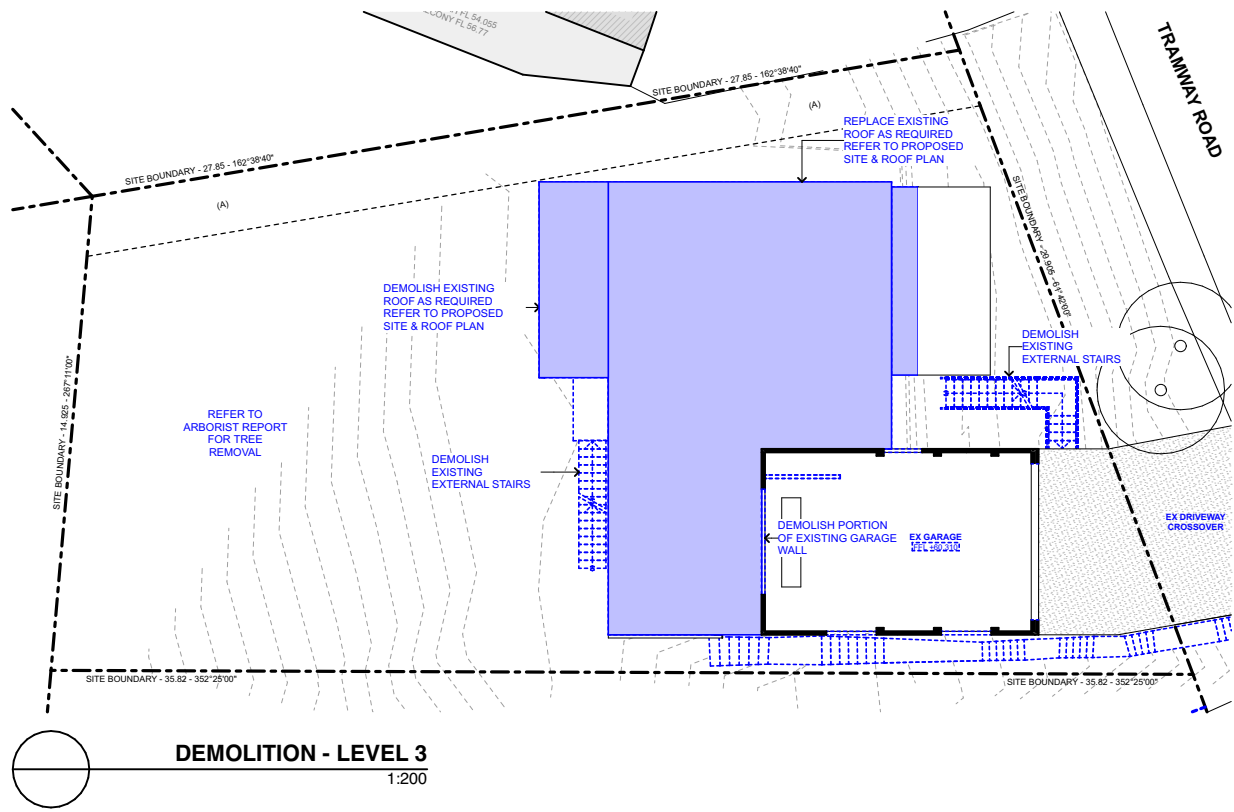 FL 54.055
CONY FL 56.77
TRAMWAY ROAD
SITE BOUNDARY - 27.85 - 162°38'40"
(A)
REPLACE EXISTING
ROOF AS REQUIRED
REFER TO PROPOSED
SITE & ROOF PLAN
SITE BOUNDARY - 27.85 - 162°38'40"
(A)
SITE BOUNDARY - 20.905 - 61°42'00"
DEMOLISH EXISTING
ROOF AS REQUIRED
REFER TO PROPOSED
SITE & ROOF PLAN
DEMOLISH
EXISTING
EXTERNAL STAIRS
SITE BOUNDARY - 14.925 - 267°11'00"
REFER TO
ARBORIST REPORT
FOR TREE
REMOVAL
DEMOLISH
EXISTING
EXTERNAL STAIRS
DEMOLISH PORTION
OF EXISTING GARAGE
WALL
EX GARAGE
FFL +60.310
EX DRIVEWAY
CROSSOVER
SITE BOUNDARY - 35.82 - 352°25'00"
SITE BOUNDARY - 35.82 - 352°25'00"
DEMOLITION - LEVEL 3
1:200